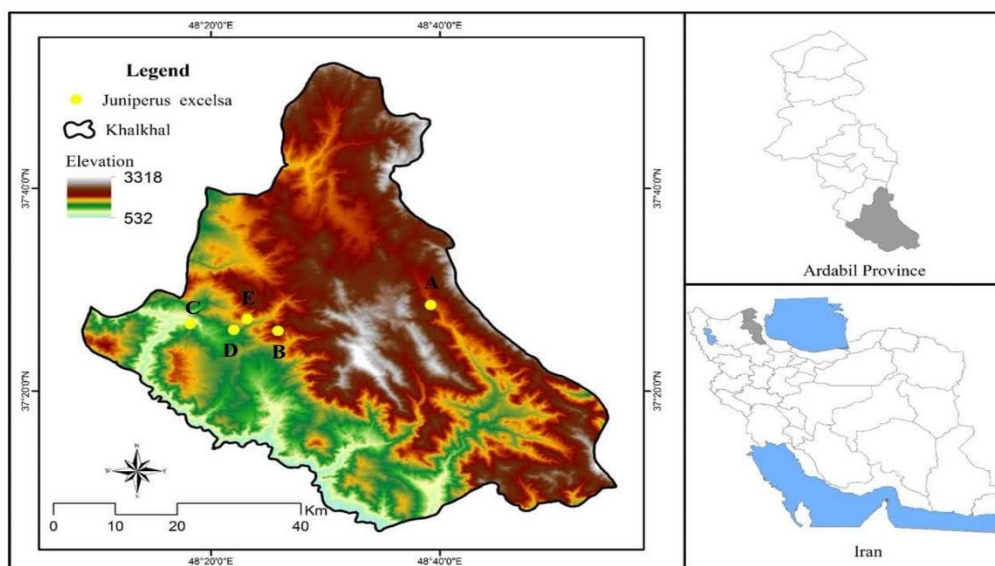 48°20'0"E
48°40'0"E
Legend
Juniperus excelsa
Khalkhal
Elevation
3318
532
37°40'0"N
37°20'0"N
37°40'0"N
37°20'0"N
A
E
C
D
B
N
W
E
S
Km
0
10
20
40
48°20'0"E
48°40'0"E
Ardabil Province
Iran